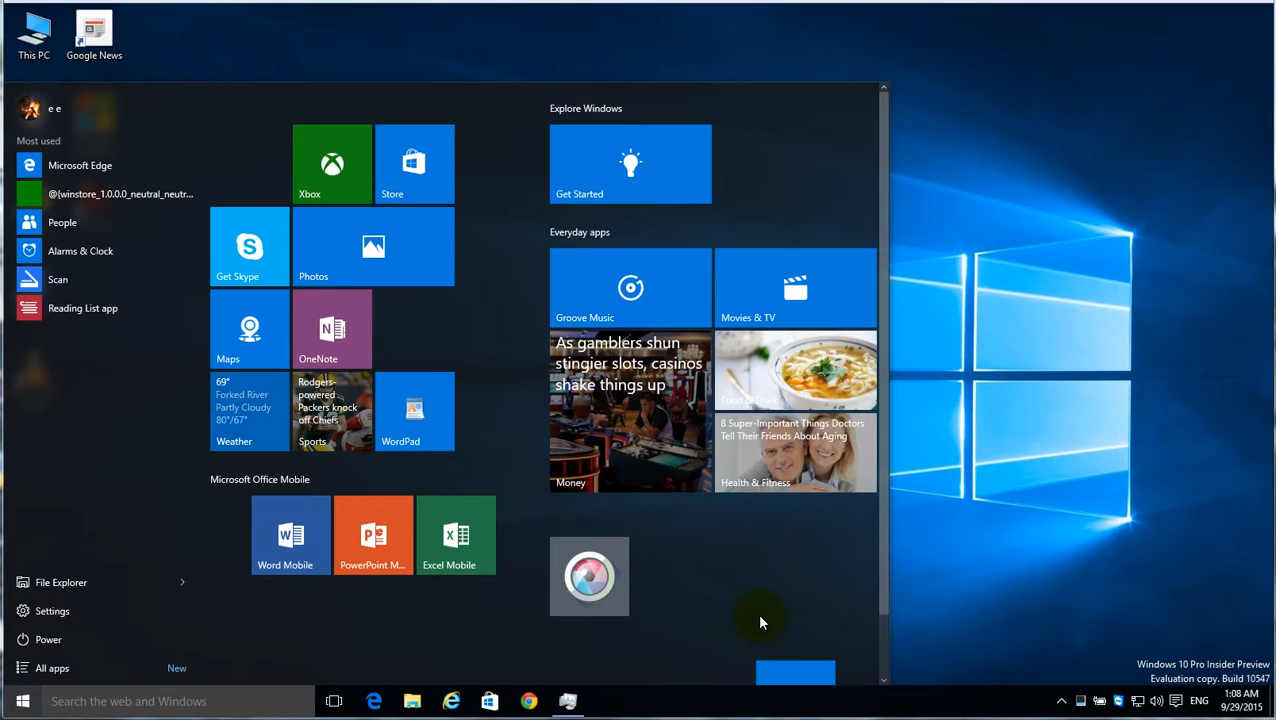 This PC
Google News
e e
Most used
Microsoft Edge
@{winstore_1.0.0.0_neutral_neutr...
People
Alarms & Clock
Scan
Reading List app
File Explorer
Settings
Power
All apps
New
Xbox
Store
Get Skype
Photos
Maps
OneNote
69°
Forked River
Partly Cloudy
80°/67°
Weather
Rodgers-
powered
Packers knock
off Chiefs
Sports
WordPad
Microsoft Office Mobile
Word Mobile
PowerPoint M...
Excel Mobile
Explore Windows
Get Started
Everyday apps
Groove Music
Movies & TV
As gamblers shun
stingier slots, casinos
shake things up
Money
Food & Drink
8 Super-Important Things Doctors
Tell Their Friends About Aging
Health & Fitness
Windows 10 Pro Insider Preview
Evaluation copy. Build 10547
Search the web and Windows
ENG
1:08 AM
9/29/2015